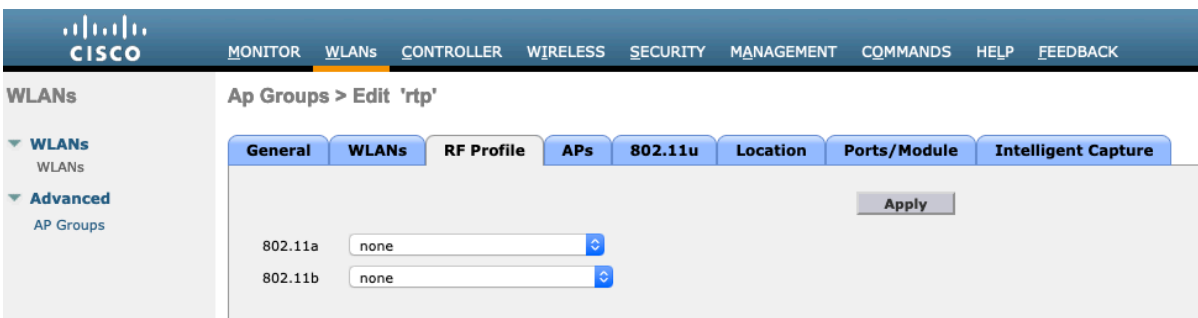 CISCO
MONITOR WLANs CONTROLLER WIRELESS SECURITY MANAGEMENT COMMANDS HELP FEEDBACK
WLANs
Ap Groups > Edit 'rtp'
WLANs
WLANs
Advanced
AP Groups
General WLANs RF Profile APs 802.11u Location Ports/Module Intelligent Capture
Apply
802.11a none
802.11b none